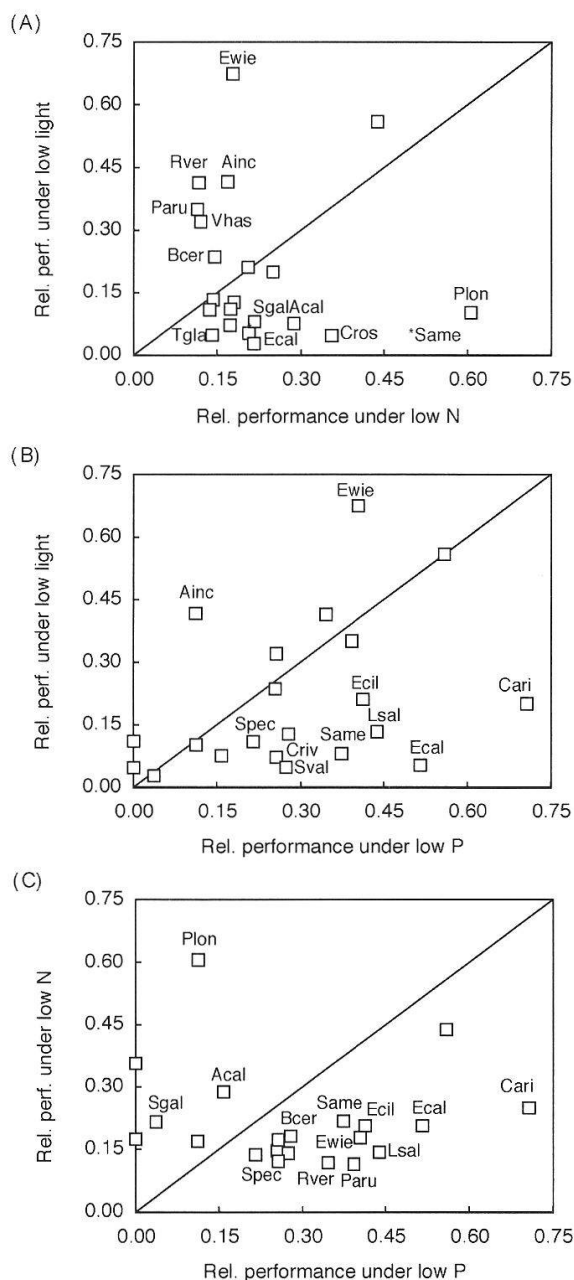 (A)
0.75
Ewie
0.60
Rver Ainc
0.45
Paru
Vhas
0.30
Bcer
Plon
0.15
SgalAcal
Tgla
Ecal
Cros
*Same
0.00
0.00 0.15 0.30 0.45 0.60 0.75
Rel. perf. under low light
Rel. performance under low N
(B)
0.75
Ewie
0.60
Ainc
0.45
0.30
Ecil
Cari
Lsal
Spec
0.15
Same
Criv
Ecal
Sval
0.00
0.00 0.15 0.30 0.45 0.60 0.75
Rel. perf. under low light
Rel. performance under low P
(C)
0.75
Plon
0.60
0.45
Acal
0.30
Sgal
Bcer
Same
Ecil
Ecal
Cari
0.15
Ewie
Lsal
Spec
Rver Paru
0.00
0.00 0.15 0.30 0.45 0.60 0.75
Rel. perf. under low N
Rel. performance under low P